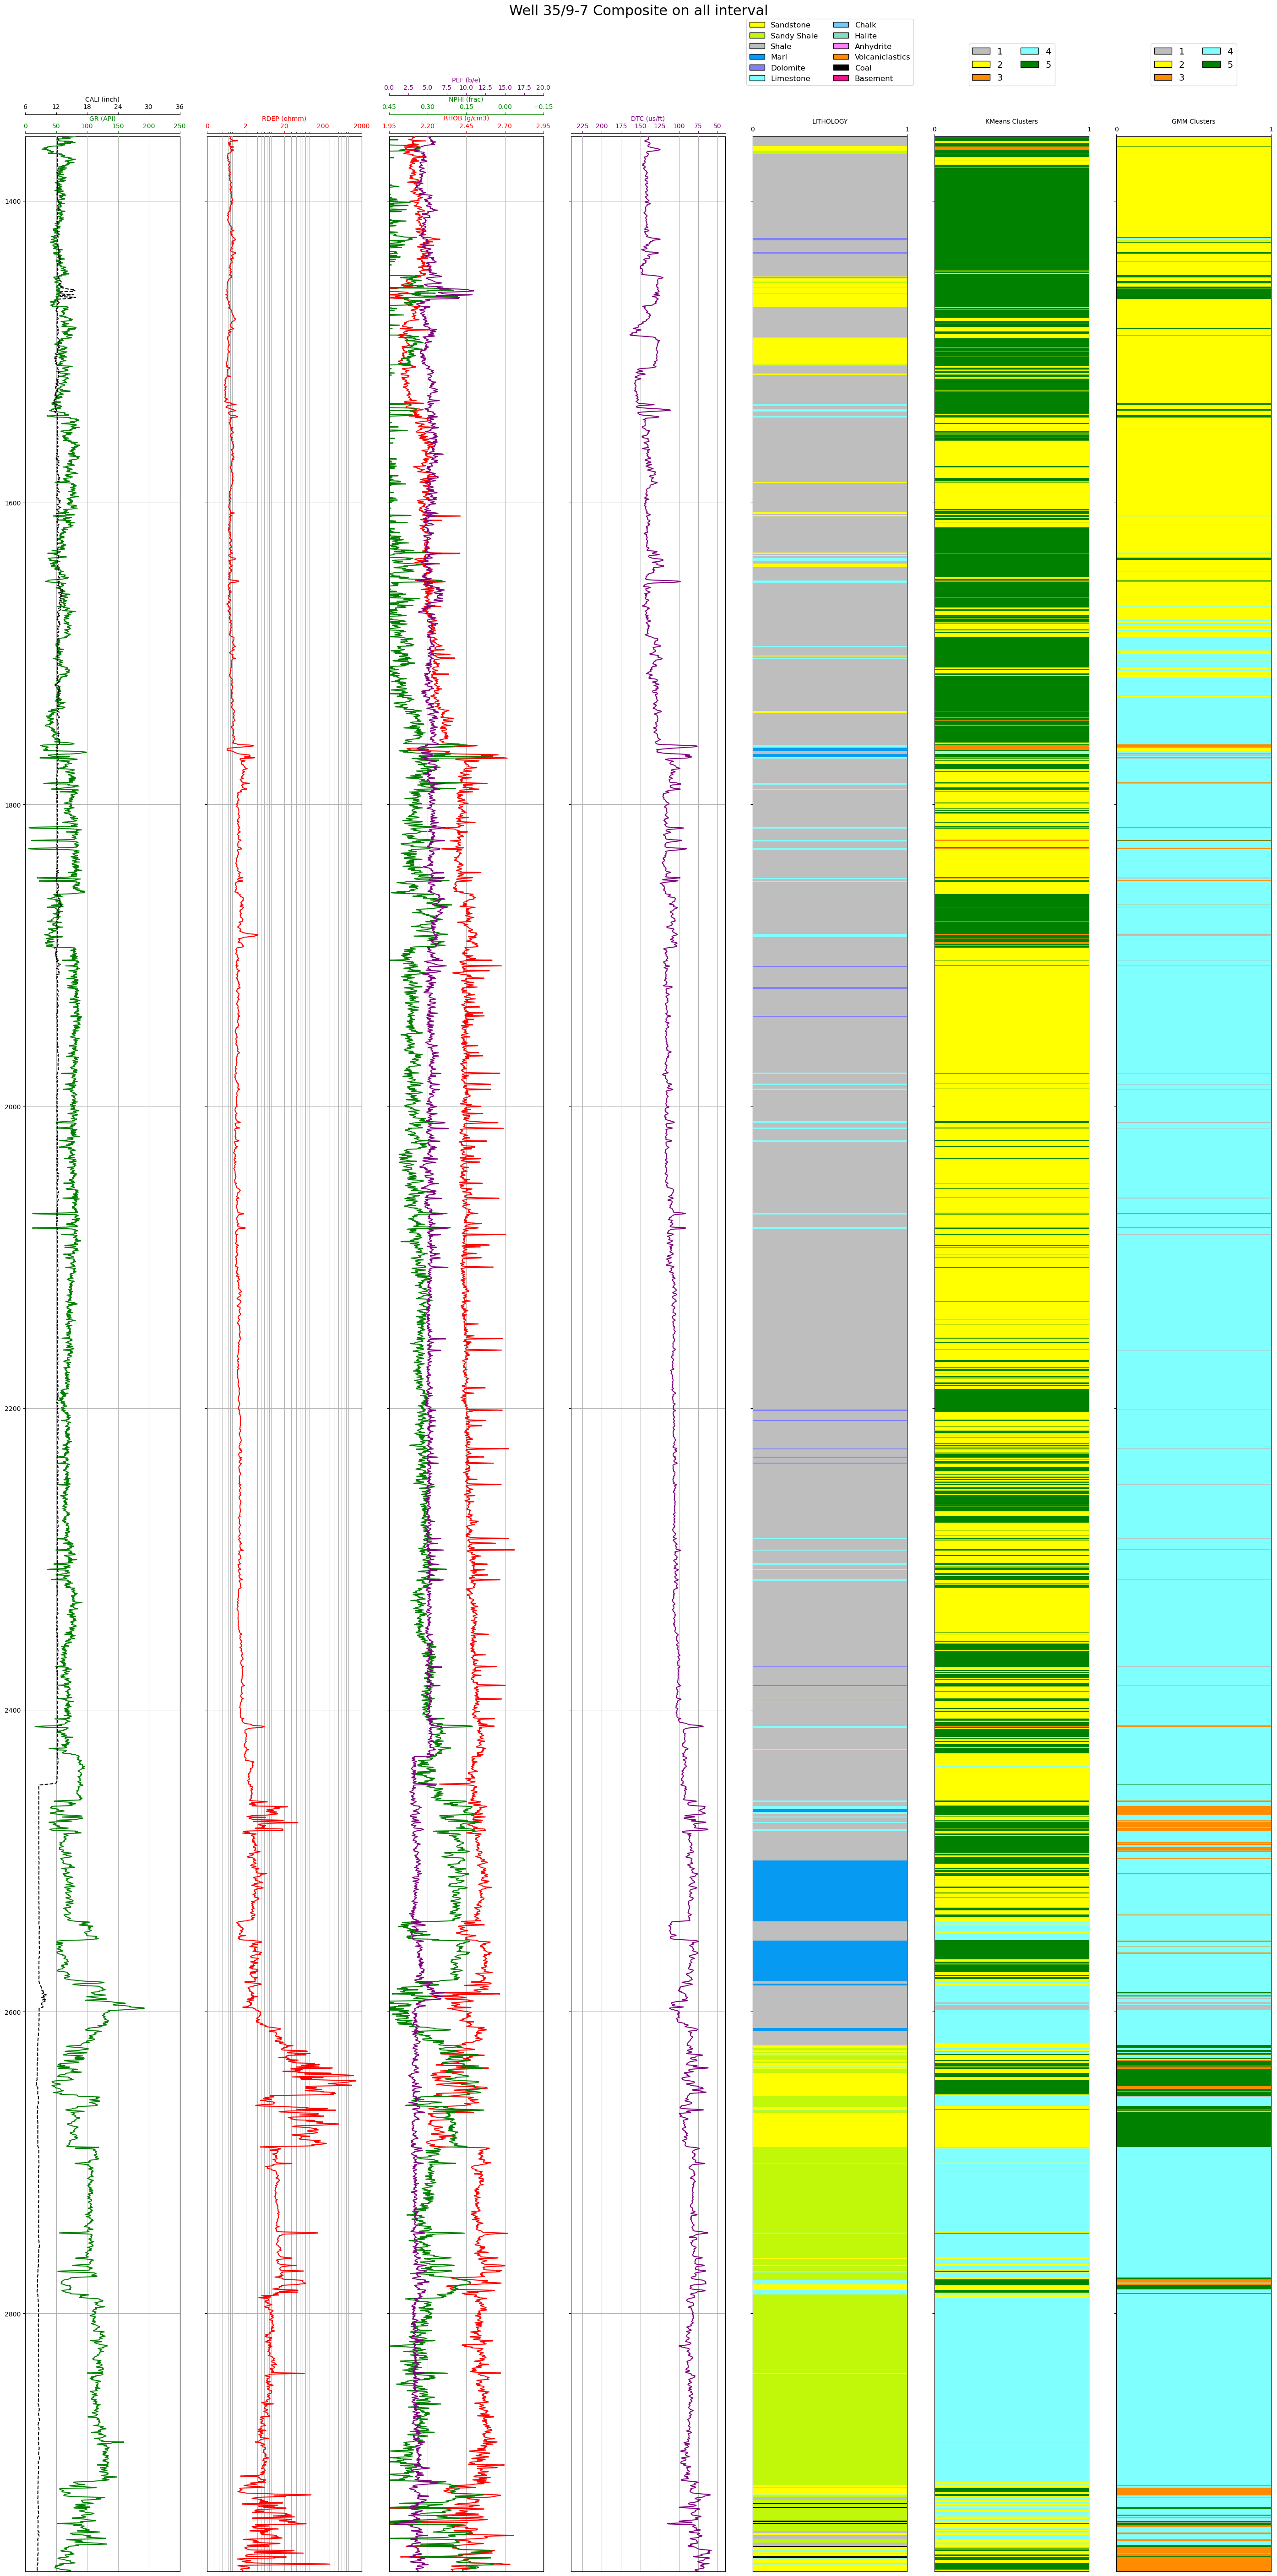 Well 35/9-7 Composite on all interval
Sandstone Chalk
Sandy Shale Halite
Shale Anhydrite
Marl Volcaniclastics
Dolomite Coal
Limestone Basement
1 4
2 5
3
1 4
2 5
3
PEF (b/e)
0.0 2.5 5.0 7.5 10.0 12.5 15.0 17.5 20.0
CALI (inch) NPHI (frac)
6 12 18 24 30 36 0.45 0.30 0.15 0.00 −0.15
GR (API) RDEP (ohmm) RHOB (g/cm3) DTC (us/ft) LITHOLOGY KMeans Clusters GMM Clusters
0 50 100 150 200 250 0 2 20 200 2000 1.95 2.20 2.45 2.70 2.95 225 200 175 150 125 100 75 50 0 1 0 1 0 1
1400
1600
1800
2000
2200
2400
2600
2800